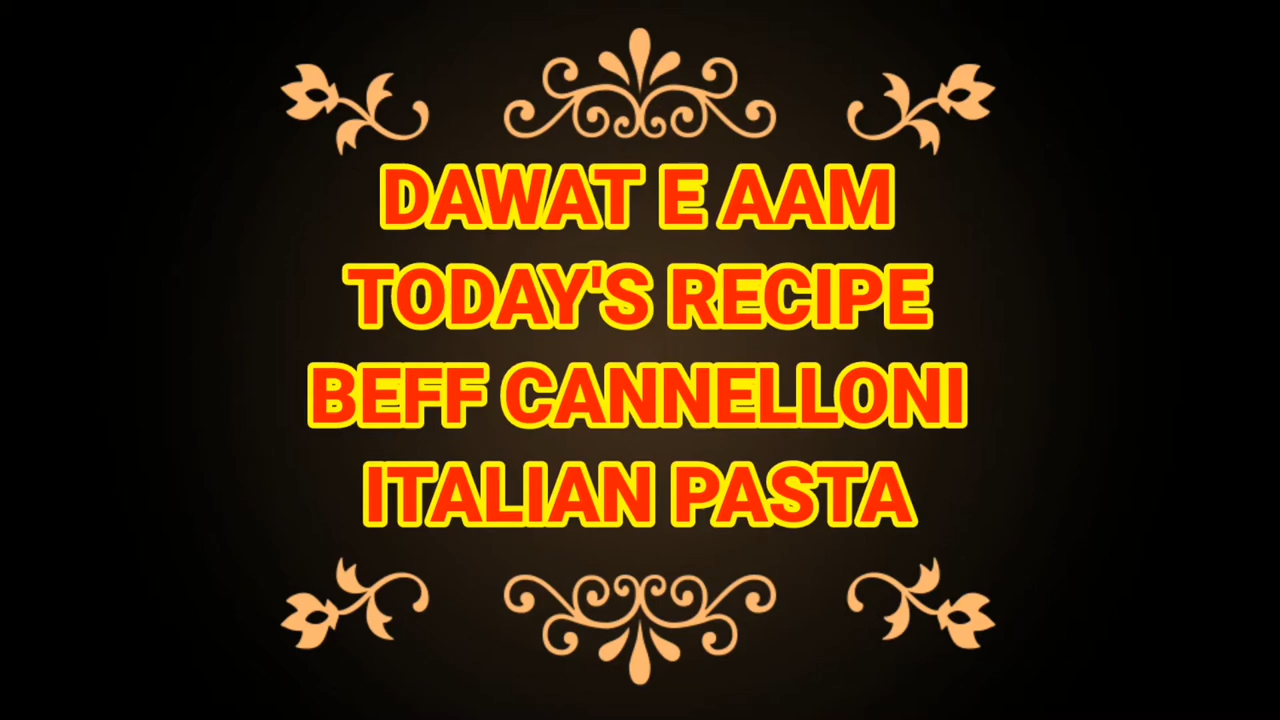 DAWAT E AAM
TODAY'S RECIPE
BEFF CANNELLONI
ITALIAN PASTA